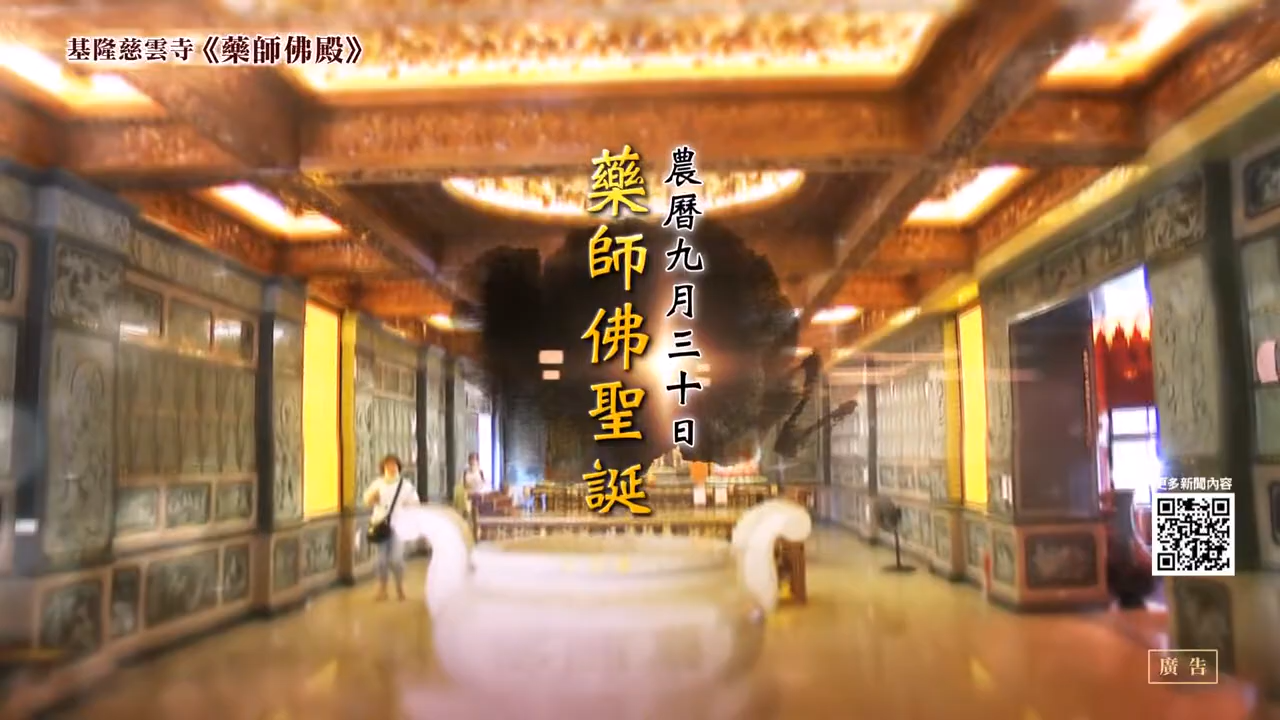 基隆慈雲寺《藥師佛殿》
農曆九月三十日
藥師佛聖誕
更多新聞內容
廣告